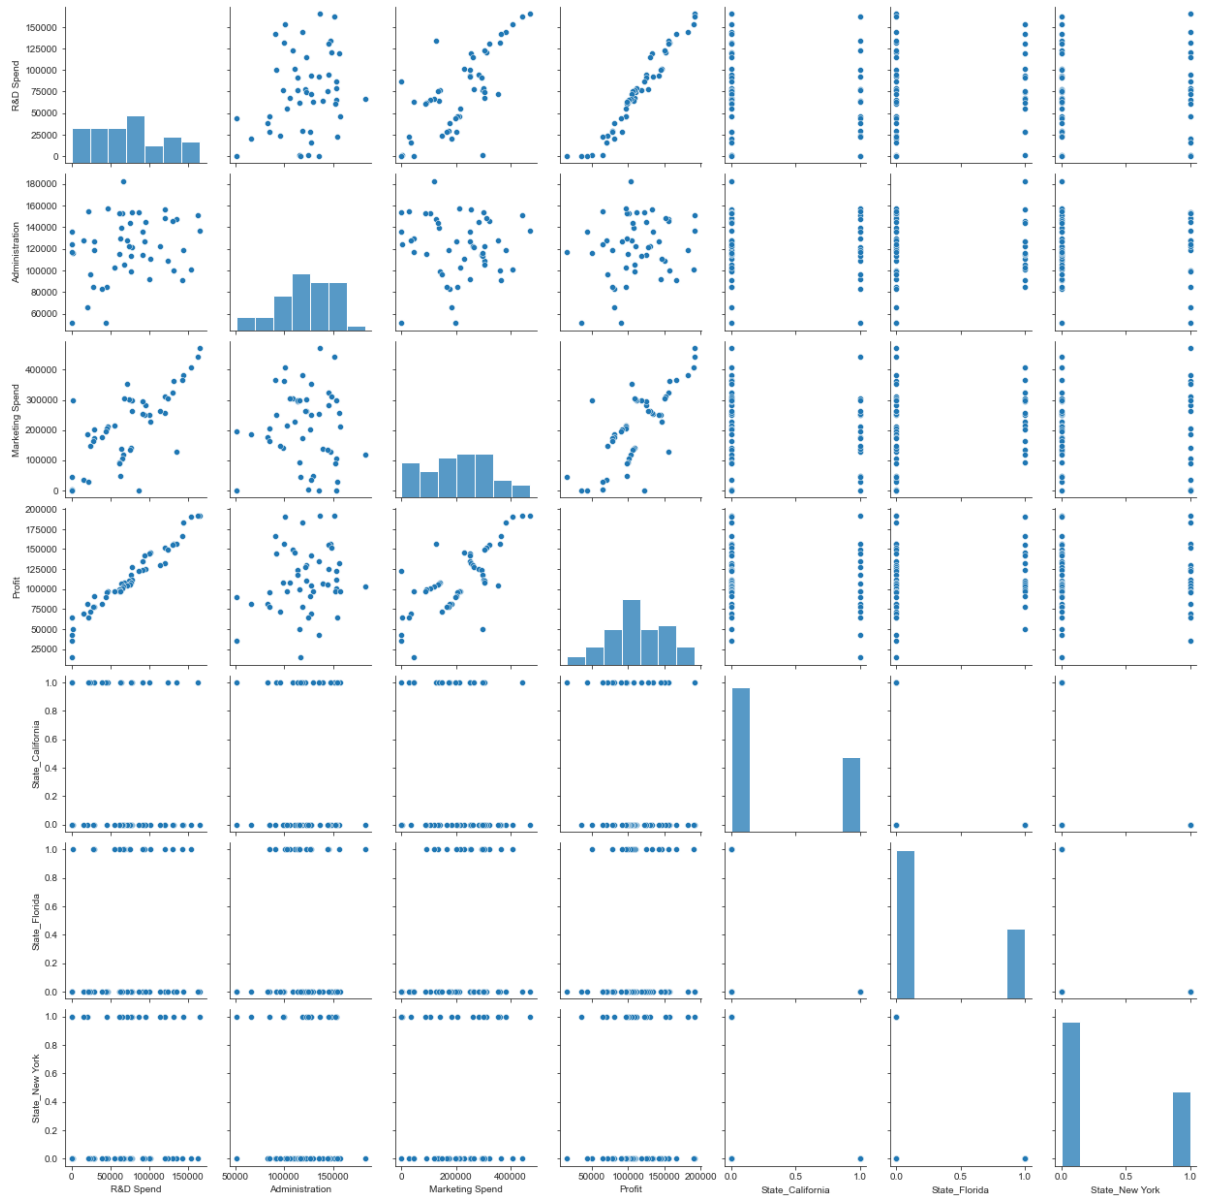 150000
125000
100000
75000
50000
25000
0
R&D Spend
180000
160000
140000
120000
100000
80000
60000
Administration
400000
300000
200000
100000
0
Marketing Spend
200000
175000
150000
125000
100000
75000
50000
25000
Profit
1.0
0.8
0.6
0.4
0.2
0.0
State_California
1.0
0.8
0.6
0.4
0.2
0.0
State_Florida
1.0
0.8
0.6
0.4
0.2
0.0
State_New York
0 50000 100000 150000
R&D Spend
50000 100000 150000
Administration
0 200000 400000
Marketing Spend
50000 100000 150000 200000
Profit
0.0 0.5 1.0
State_California
0.0 0.5 1.0
State_Florida
0.0 0.5 1.0
State_New York